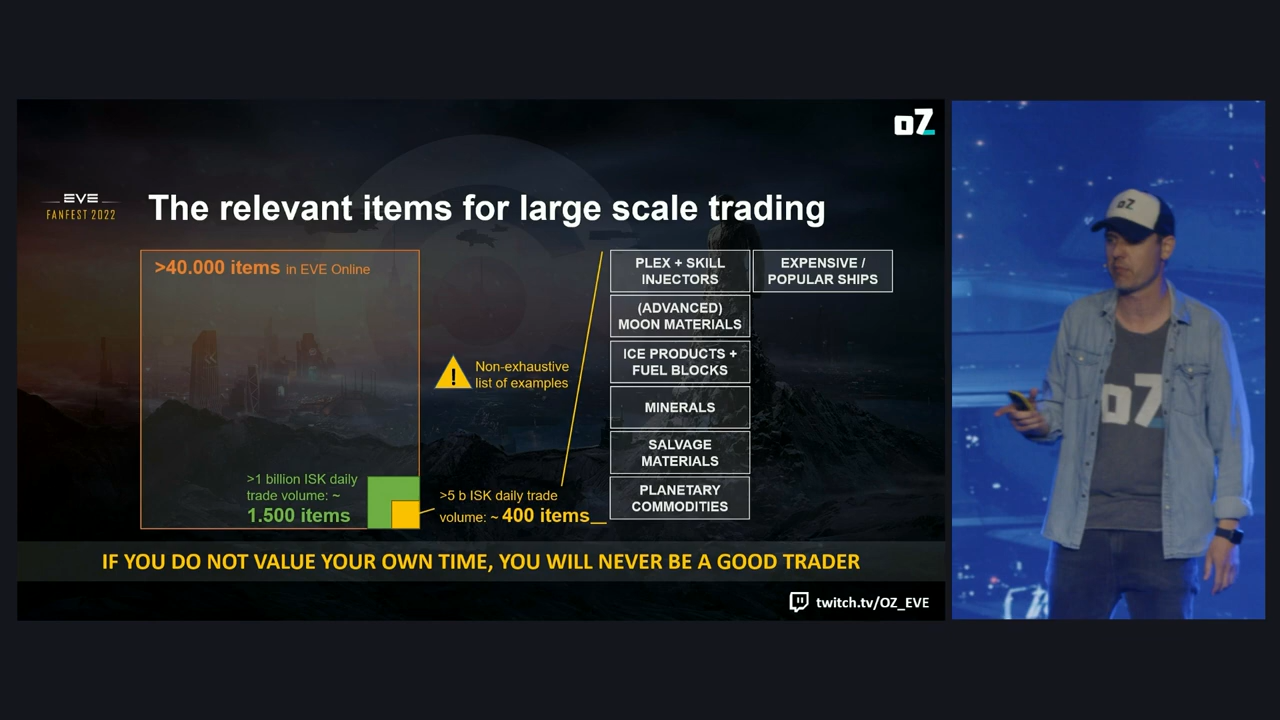 oZ
EVE
FANFEST 2022
The relevant items for large scale trading
>40.000 items in EVE Online
>1 billion ISK daily
trade volume: ~
1.500 items
Non-exhaustive
list of examples
>5 b ISK daily trade
volume: ~ 400 items_
PLEX + SKILL
INJECTORS
EXPENSIVE /
POPULAR SHIPS
(ADVANCED)
MOON MATERIALS
ICE PRODUCTS +
FUEL BLOCKS
MINERALS
SALVAGE
MATERIALS
PLANETARY
COMMODITIES
IF YOU DO NOT VALUE YOUR OWN TIME, YOU WILL NEVER BE A GOOD TRADER
twitch.tv/OZ_EVE
oZ
oZ